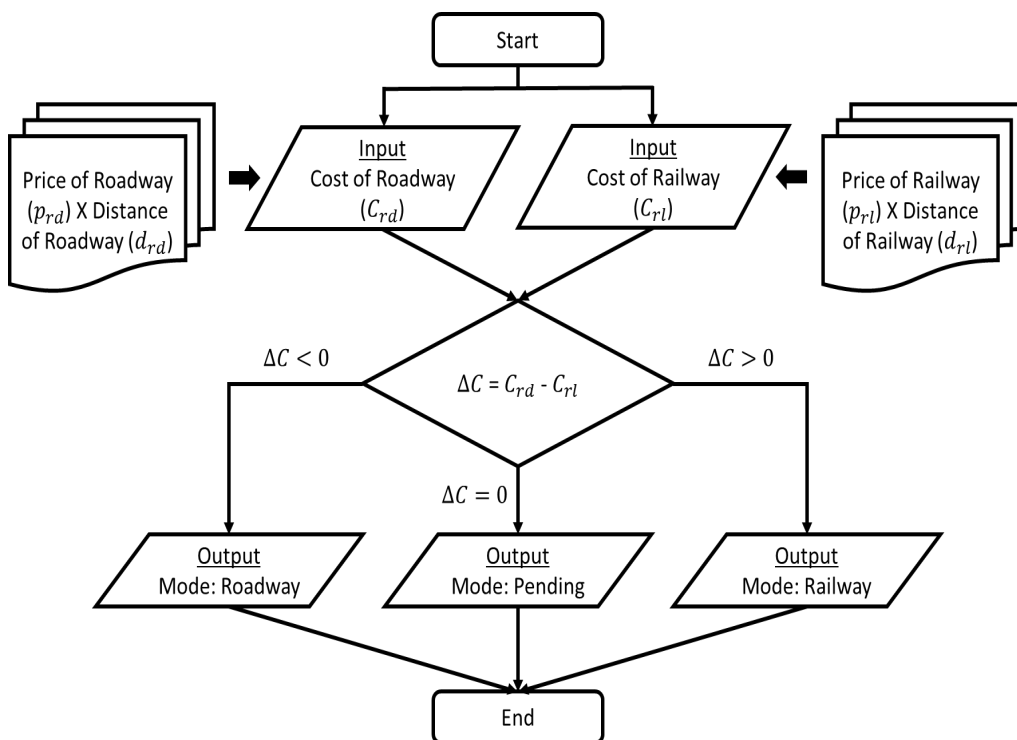 Start
Price of Roadway
(p_rd) X Distance
of Roadway (d_rd)
Input
Cost of Roadway
(C_rd)
Input
Cost of Railway
(C_rl)
Price of Railway
(p_rl) X Distance
of Railway (d_rl)
ΔC < 0
ΔC = C_rd - C_rl
ΔC > 0
ΔC = 0
Output
Mode: Roadway
Output
Mode: Pending
Output
Mode: Railway
End